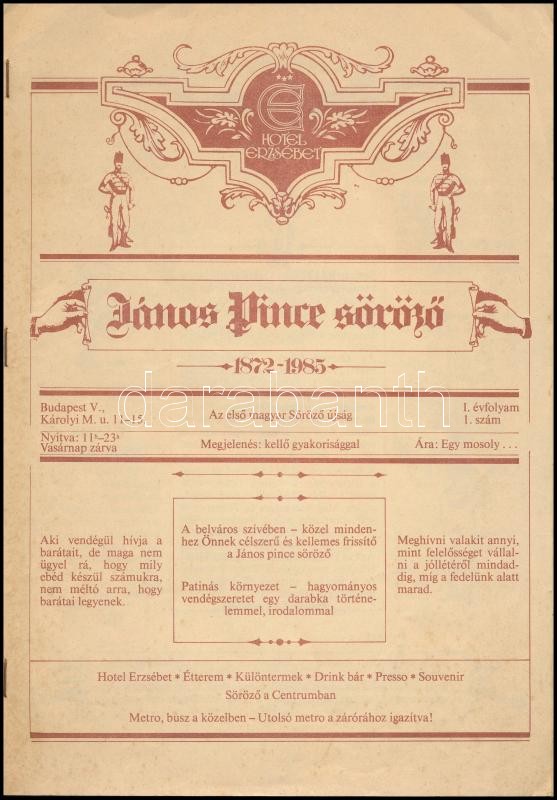 CE
HOTEL
ERZSÉBET
János Pince söröző
1872-1985
darabanth
Budapest V.,
Károlyi M. u. 11-15.
Az első magyar Söröző újság
I. évfolyam
1. szám
Nyitva: 11ʰ-23ʰ
Vasárnap zárva
Megjelenés: kellő gyakorisággal
Ára: Egy mosoly . . .
Aki vendégül hívja a
barátait, de maga nem
ügyel rá, hogy mily
ebéd készül számukra,
nem méltó arra, hogy
barátai legyenek.
A belváros szívében – közel minden-
hez Önnek célszerű és kellemes frissítő
a János pince söröző
Patinás környezet – hagyományos
vendégszeretet egy darabka történe-
lemmel, irodalommal
Meghívni valakit annyi,
mint felelősséget vállal-
ni a jóllétéről mindad-
dig, míg a fedelünk alatt
marad.
Hotel Erzsébet * Étterem * Különtermek * Drink bár * Presso * Souvenir
Söröző a Centrumban
Metro, busz a közelben – Utolsó metro a zárórához igazítva!